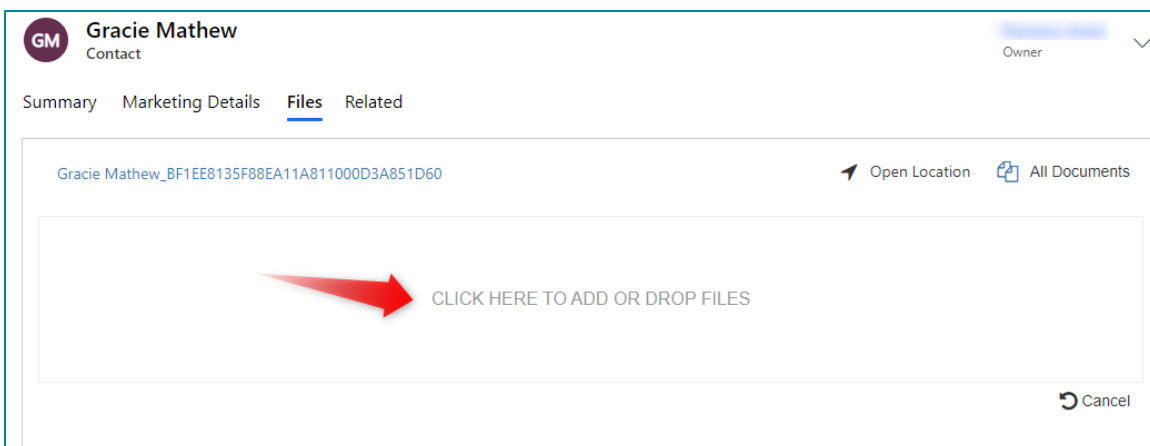 GM
Gracie Mathew
Contact
Owner
Summary Marketing Details Files Related
Gracie Mathew_BF1EE8135F88EA11A811000D3A851D60
Open Location All Documents
CLICK HERE TO ADD OR DROP FILES
Cancel